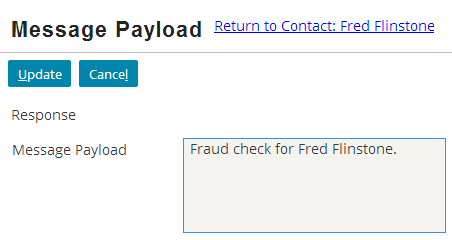 Message Payload Return to Contact: Fred Flinstone
Update Cancel
Response
Message Payload Fraud check for Fred Flinstone.